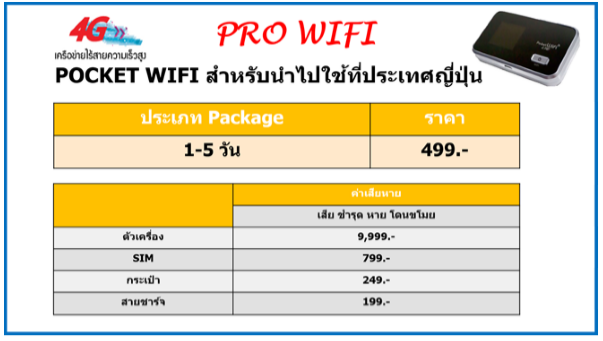 4G
PRO WIFI
เครือข่ายไร้สายความเร็วสูง
POCKET WIFI สำหรับนำไปใช้ที่ประเทศญี่ปุ่น
ประเภท Package ราคา
1-5 วัน 499.-
ค่าเสียหาย
เสีย ชำรุด หาย โดนขโมย
ตัวเครื่อง 9,999.-
SIM 799.-
กระเป๋า 249.-
สายชาร์จ 199.-